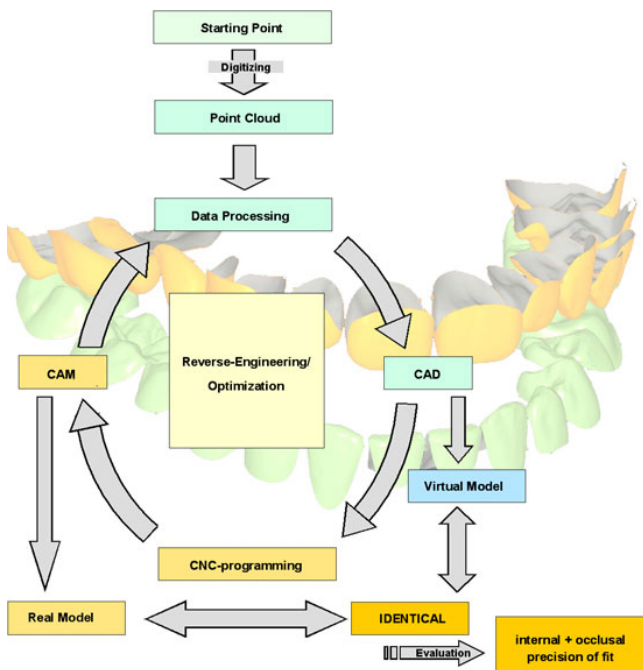 Starting Point
Digitizing
Point Cloud
Data Processing
Reverse-Engineering/
Optimization
CAM
CAD
Virtual Model
CNC-programming
Real Model
IDENTICAL
Evaluation
internal + occlusal
precision of fit